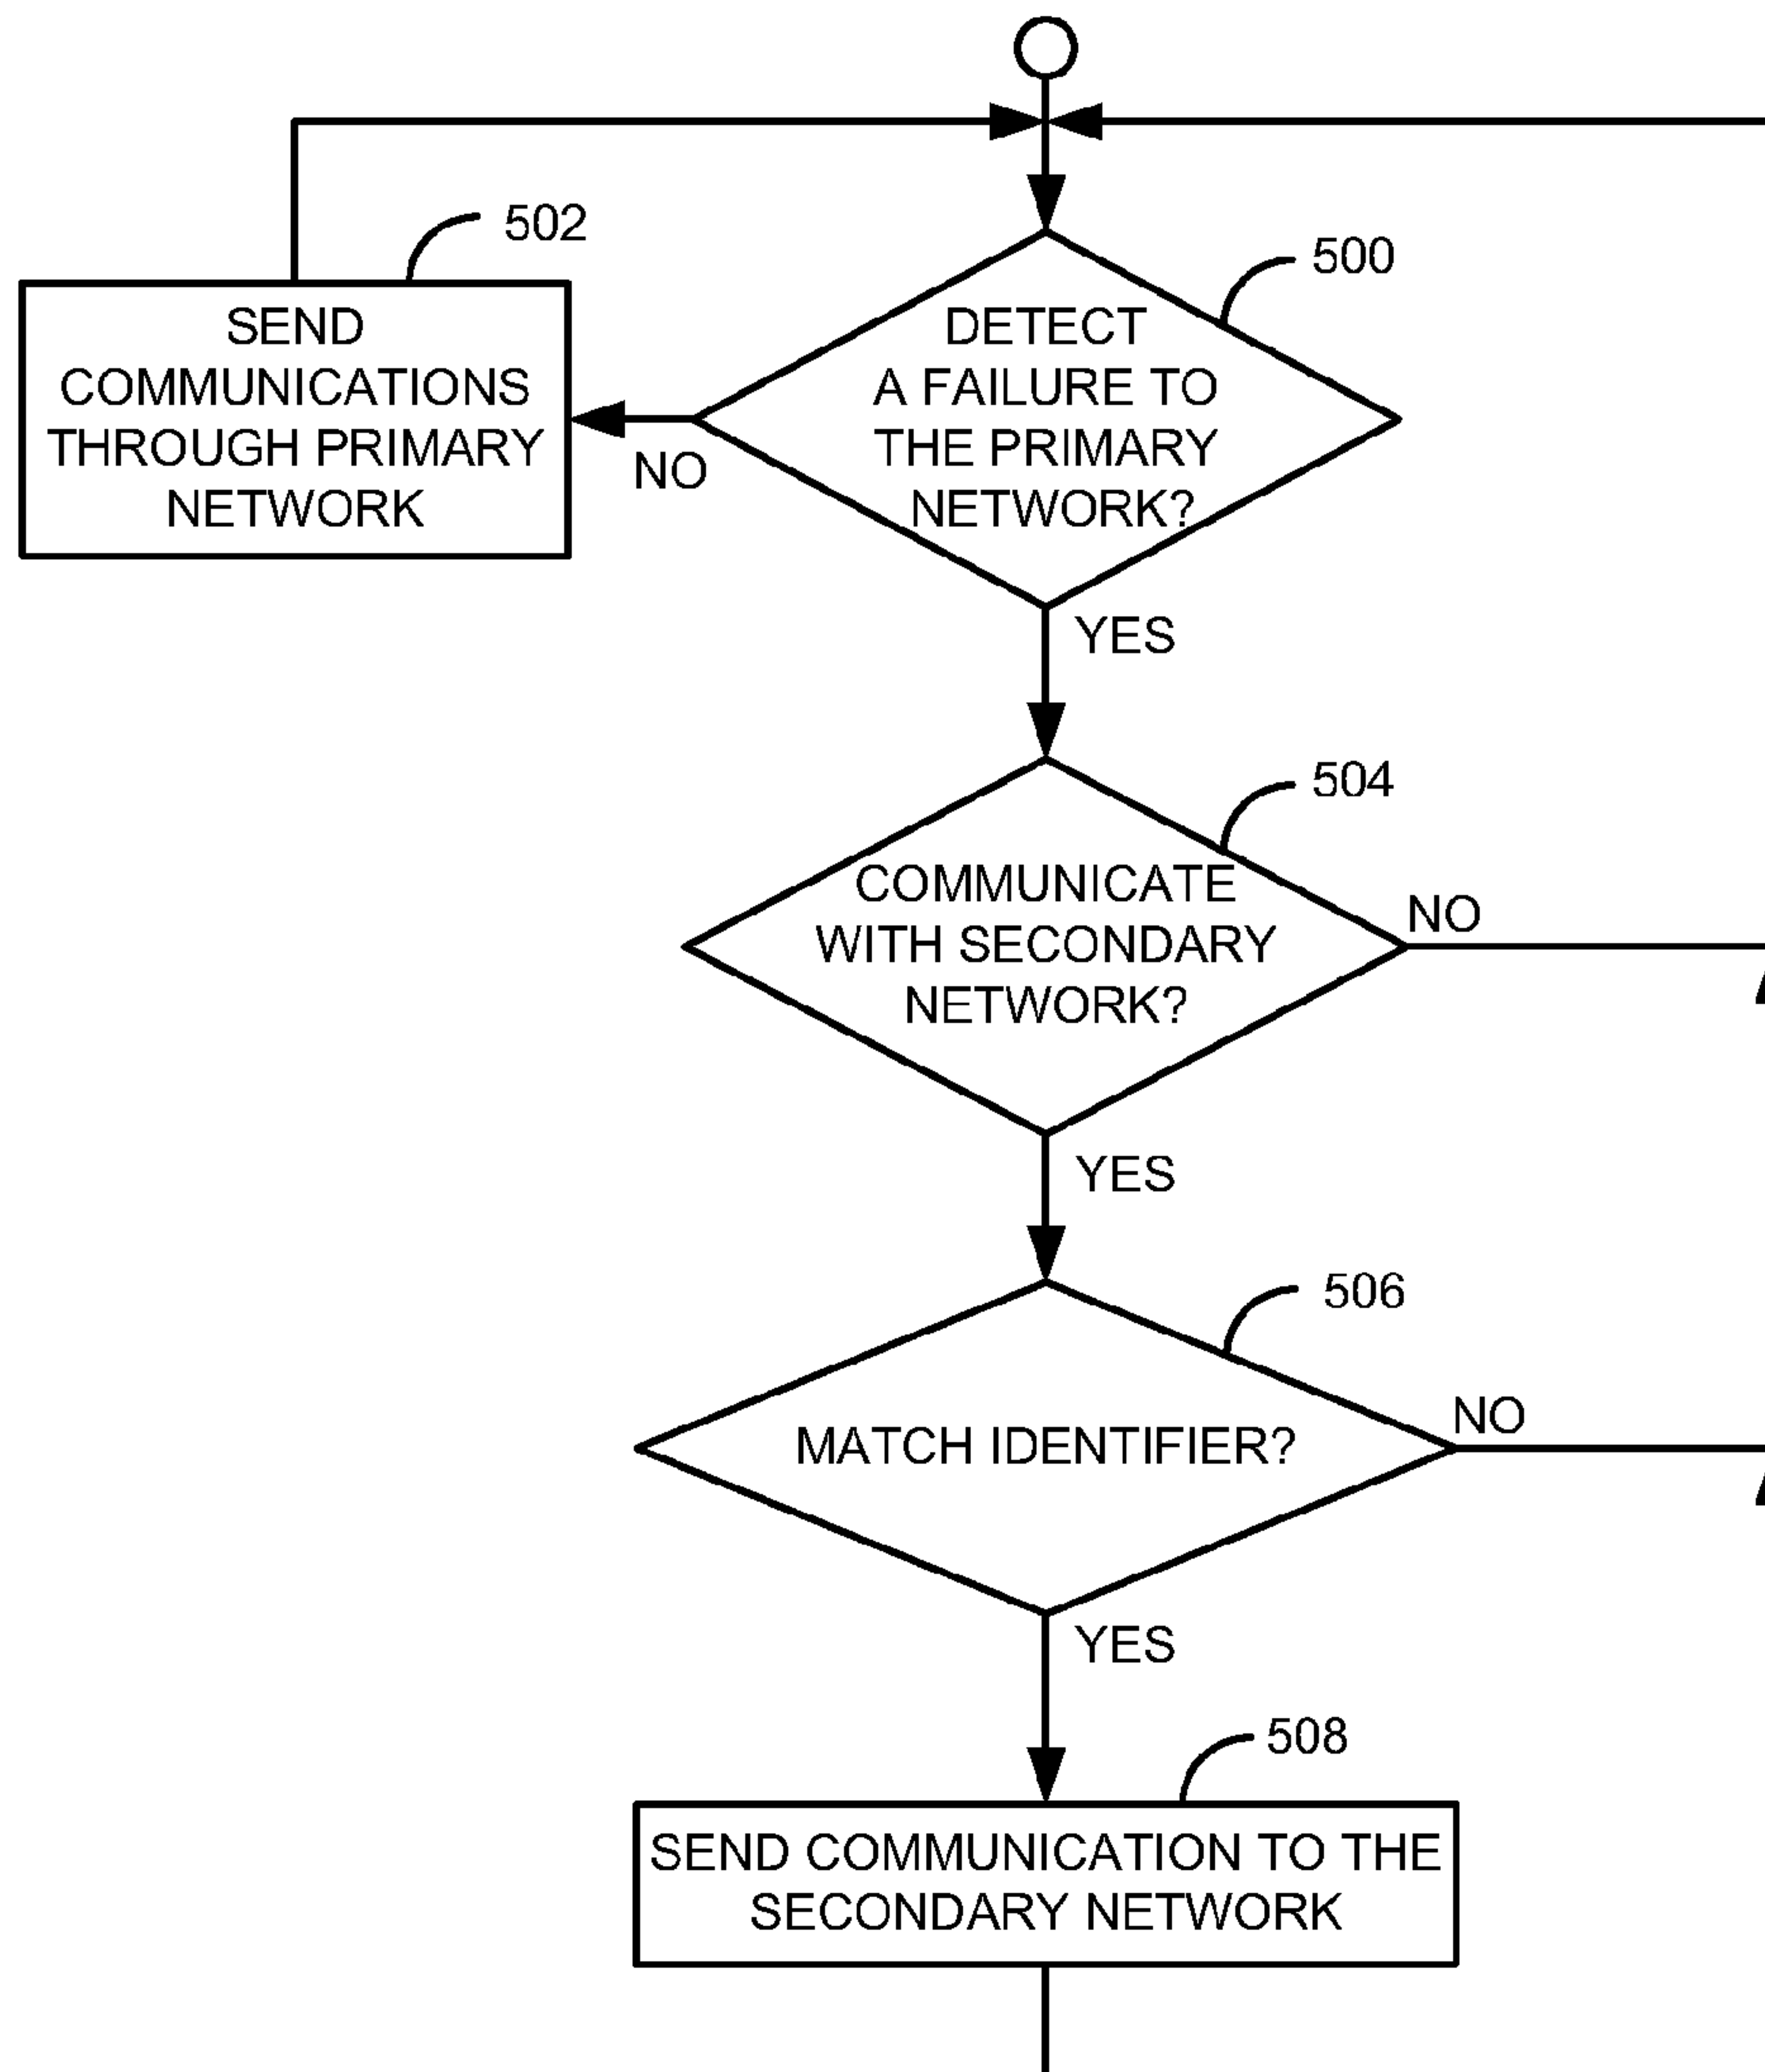 502
500
SEND
COMMUNICATIONS
THROUGH PRIMARY
NETWORK
DETECT
A FAILURE TO
THE PRIMARY
NETWORK?
NO
YES
504
COMMUNICATE
WITH SECONDARY
NETWORK?
NO
YES
506
MATCH IDENTIFIER?
NO
YES
508
SEND COMMUNICATION TO THE
SECONDARY NETWORK